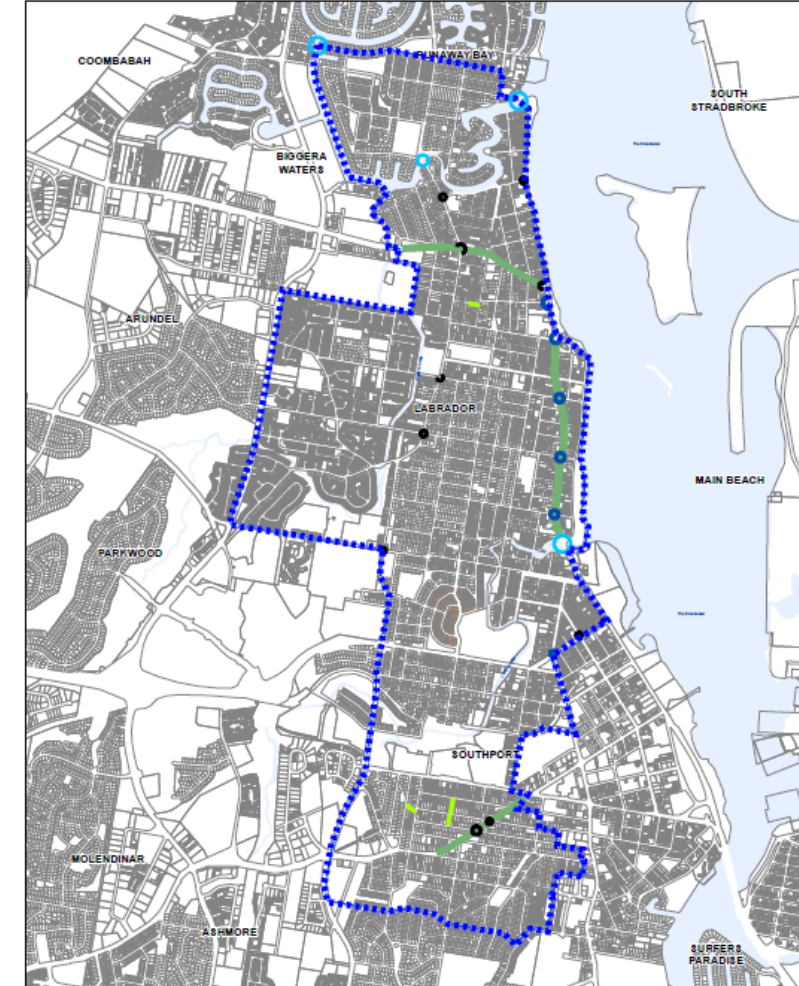 RUNAWAY BAY
COOMBABAH
SOUTH
STRADBROKE
BIGGERA
WATERS
ARUNDEL
LABRADOR
MAIN BEACH
PARKWOOD
SOUTHPORT
MOLENDINAR
ASHMORE
SURFERS
PARADISE